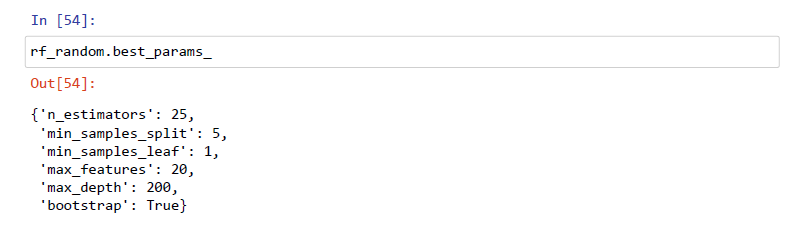 In [54]:
rf_random.best_params_
Out[54]:
{'n_estimators': 25,
 'min_samples_split': 5,
 'min_samples_leaf': 1,
 'max_features': 20,
 'max_depth': 200,
 'bootstrap': True}